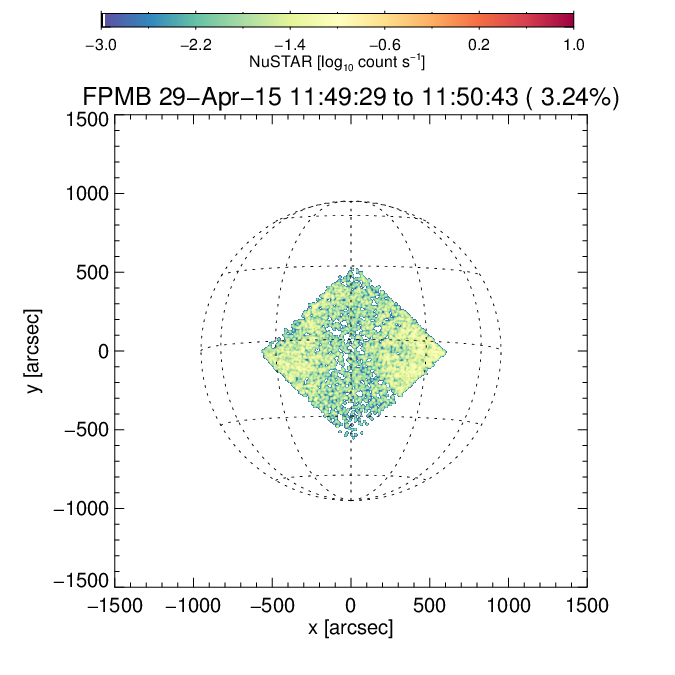 −3.0 −2.2 −1.4 −0.6 0.2 1.0
NuSTAR [log₁₀ count s⁻¹]
FPMB 29−Apr−15 11:49:29 to 11:50:43 ( 3.24%)
1500
1000
500
0
−500
−1000
−1500
y [arcsec]
−1500 −1000 −500 0 500 1000 1500
x [arcsec]